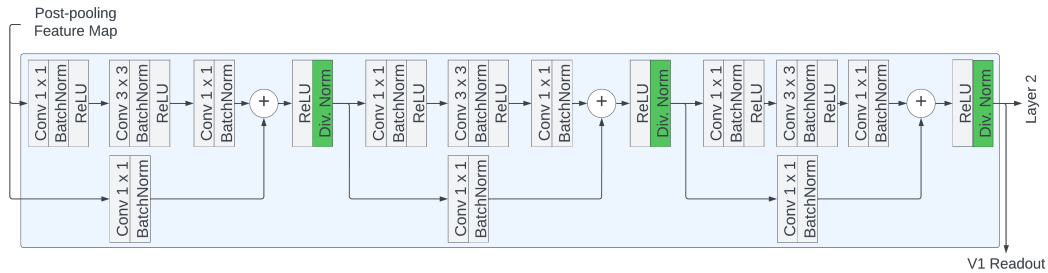 Post-pooling
Feature Map
Conv 1 x 1
BatchNorm
ReLU
Conv 3 x 3
BatchNorm
ReLU
Conv 1 x 1
BatchNorm
+
ReLU
Div. Norm
Conv 1 x 1
BatchNorm
ReLU
Conv 3 x 3
BatchNorm
ReLU
Conv 1 x 1
BatchNorm
+
ReLU
Div. Norm
Conv 1 x 1
BatchNorm
ReLU
Conv 3 x 3
BatchNorm
ReLU
Conv 1 x 1
BatchNorm
+
ReLU
Div. Norm
Layer 2
Conv 1 x 1
BatchNorm
Conv 1 x 1
BatchNorm
Conv 1 x 1
BatchNorm
V1 Readout